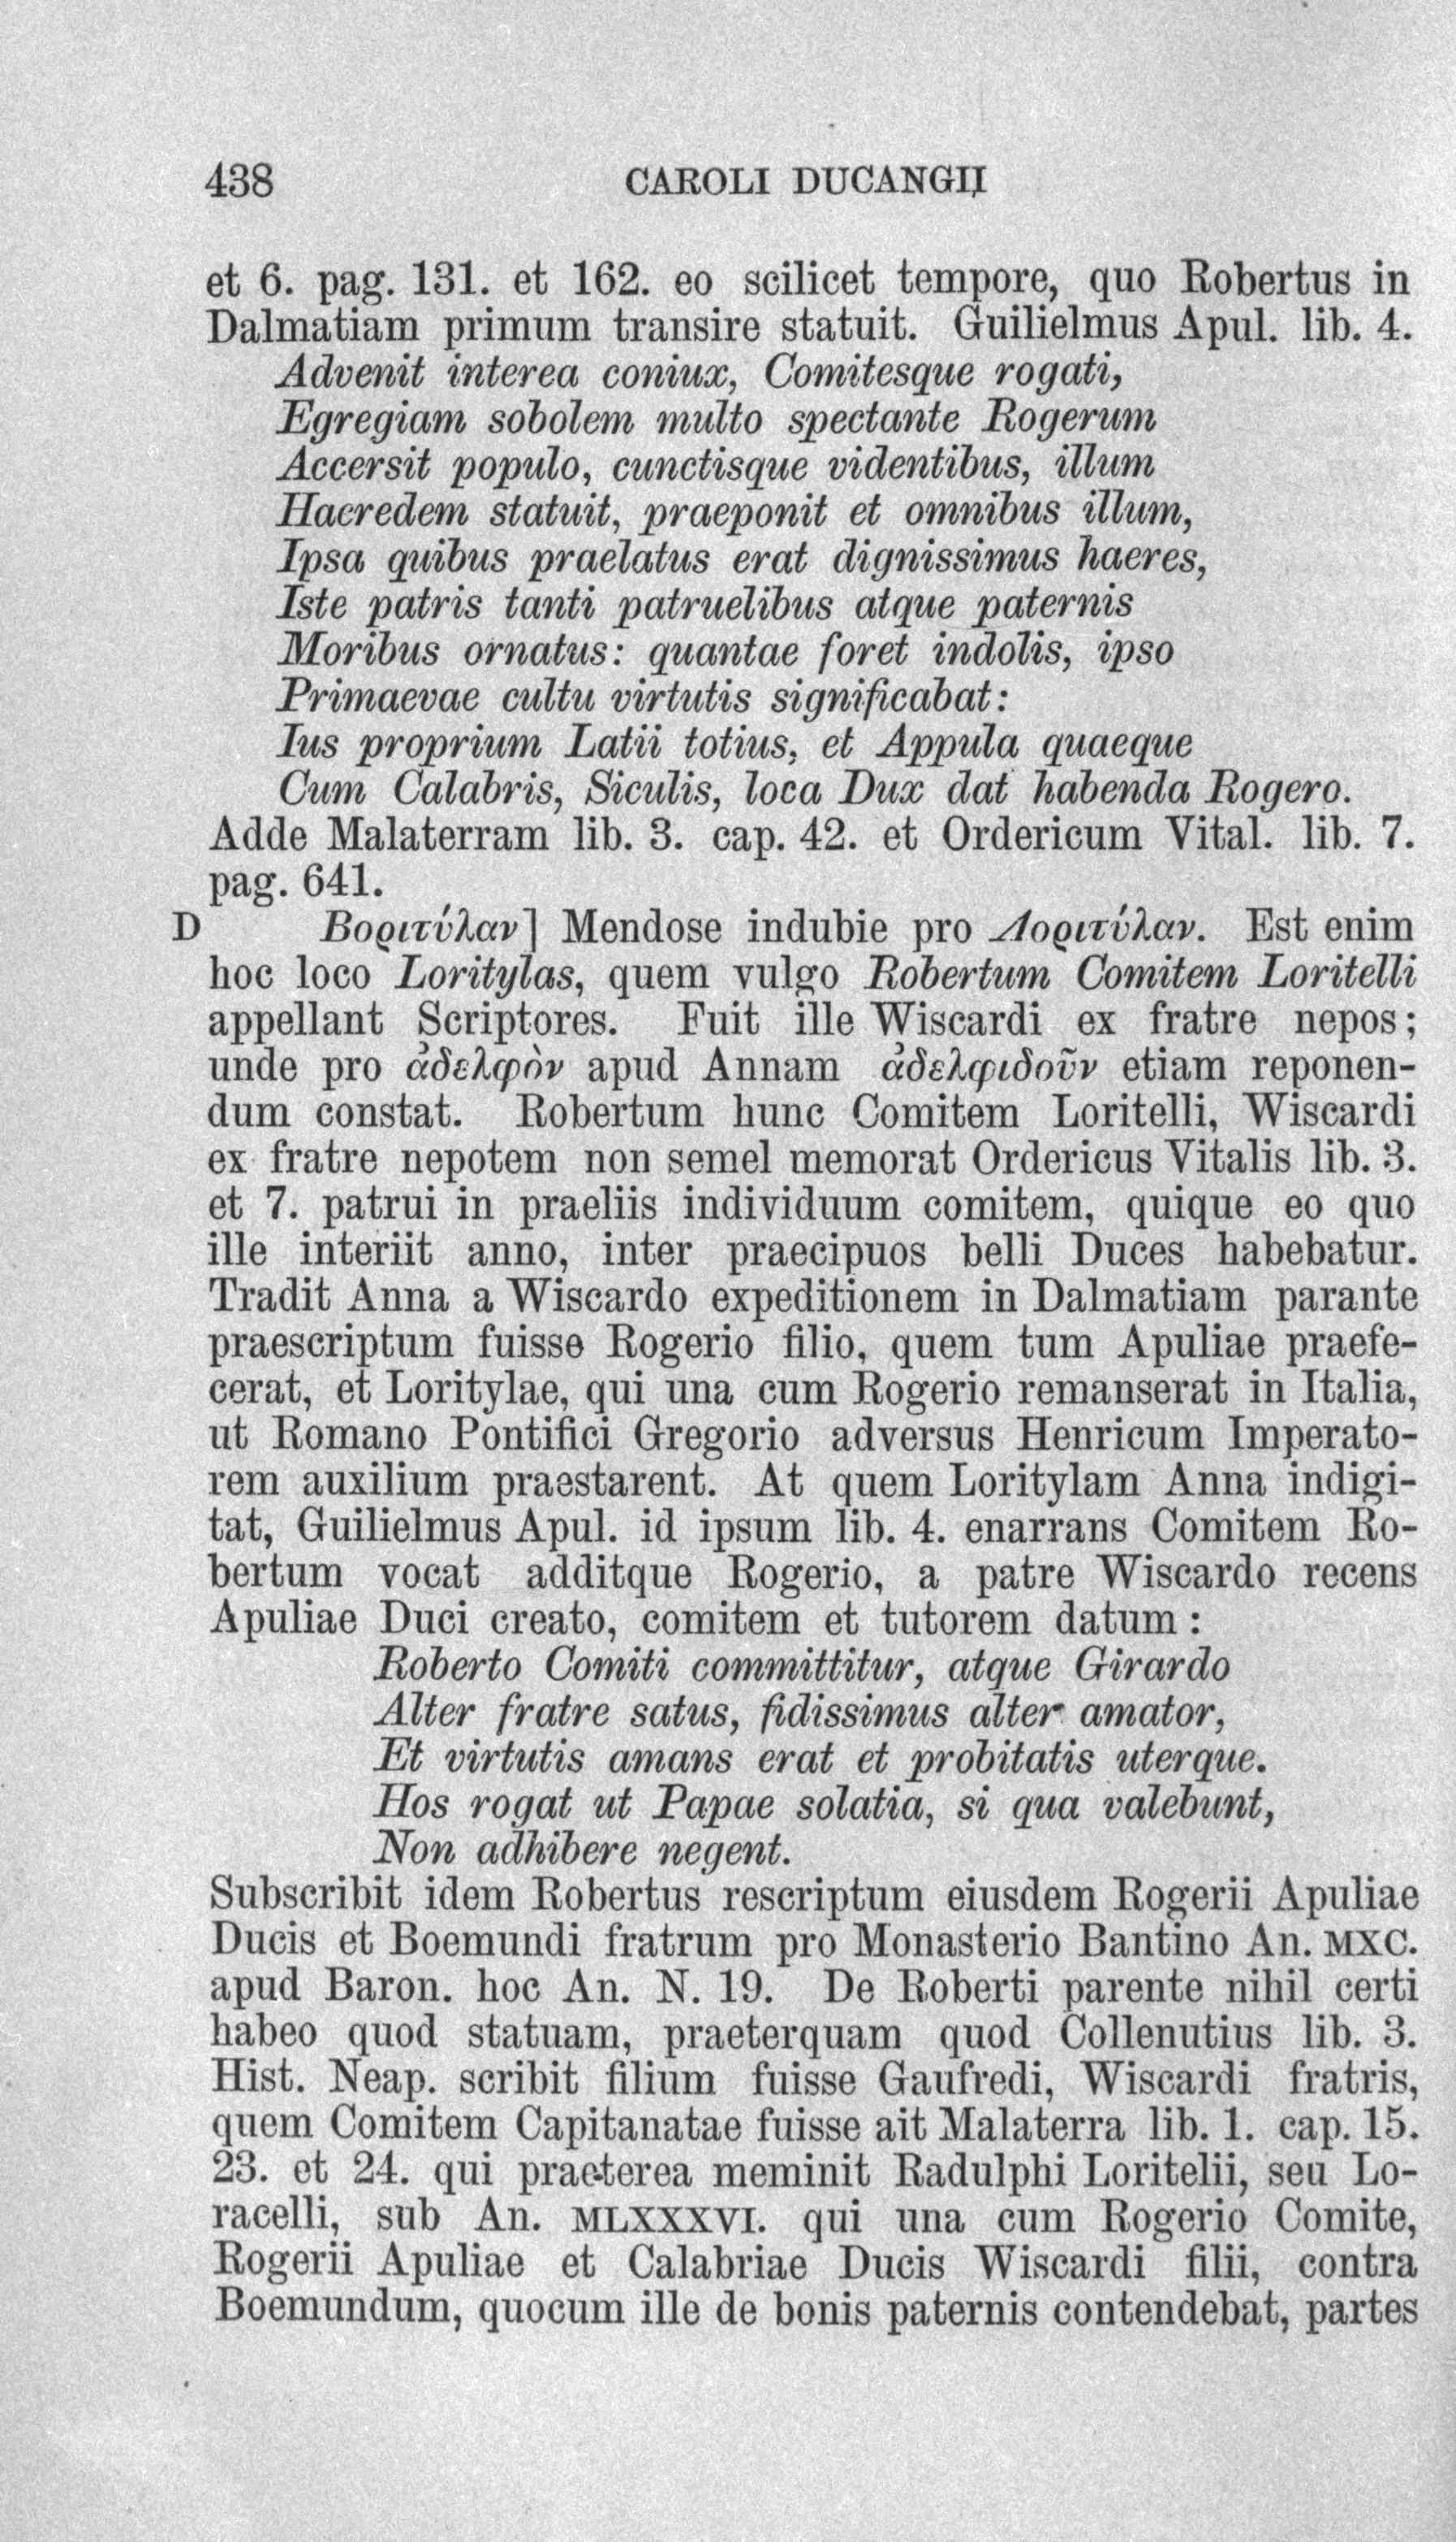 438 CAROLI DUCANGII
et 6. pag. 131. et 162. eo scilicet tempore, quo Robertus in
Dalmatiam primum transire statuit. Guilielmus Apul. lib. 4.
Advenit interea coniux, Comitesque rogati,
Egregiam sobolem multo spectante Rogerum
Accersit populo, cunctisque videntibus, illum
Haeredem statuit, praeponit et omnibus illum,
Ipsa quibus praelatus erat dignissimus haeres,
Iste patris tanti patruelibus atque paternis
Moribus ornatus: quantae foret indolis, ipso
Primaevae cultu virtutis significabat:
Ius proprium Latii totius, et Appula quaeque
Cum Calabris, Siculis, loca Dux dat habenda Rogero.
Adde Malaterram lib. 3. cap. 42. et Ordericum Vital. lib. 7.
pag. 641.
D Βοριτύλαν] Mendose indubie pro Λοριτύλαν. Est enim
hoc loco Loritylas, quem vulgo Robertum Comitem Loritelli
appellant Scriptores. Fuit ille Wiscardi ex fratre nepos;
unde pro ἀδελφὸν apud Annam ἀδελφιδοῦν etiam reponen-
dum constat. Robertum hunc Comitem Loritelli, Wiscardi
ex fratre nepotem non semel memorat Ordericus Vitalis lib. 3.
et 7. patrui in praeliis individuum comitem, quique eo quo
ille interiit anno, inter praecipuos belli Duces habebatur.
Tradit Anna a Wiscardo expeditionem in Dalmatiam parante
praescriptum fuisse Rogerio filio, quem tum Apuliae praefe-
cerat, et Loritylae, qui una cum Rogerio remanserat in Italia,
ut Romano Pontifici Gregorio adversus Henricum Imperato-
rem auxilium praestarent. At quem Loritylam Anna indigi-
tat, Guilielmus Apul. id ipsum lib. 4. enarrans Comitem Ro-
bertum vocat additque Rogerio, a patre Wiscardo recens
Apuliae Duci creato, comitem et tutorem datum:
Roberto Comiti committitur, atque Girardo
Alter fratre satus, fidissimus alter amator,
Et virtutis amans erat et probitatis uterque.
Hos rogat ut Papae solatia, si qua valebunt,
Non adhibere negent.
Subscribit idem Robertus rescriptum eiusdem Rogerii Apuliae
Ducis et Boemundi fratrum pro Monasterio Bantino An. MXC.
apud Baron. hoc An. N. 19. De Roberti parente nihil certi
habeo quod statuam, praeterquam quod Collenutius lib. 3.
Hist. Neap. scribit filium fuisse Gaufredi, Wiscardi fratris,
quem Comitem Capitanatae fuisse ait Malaterra lib. 1. cap. 15.
23. et 24. qui praeterea meminit Radulphi Loritelii, seu Lo-
racelli, sub An. MLXXXVI. qui una cum Rogerio Comite,
Rogerii Apuliae et Calabriae Ducis Wiscardi filii, contra
Boemundum, quocum ille de bonis paternis contendebat, partes